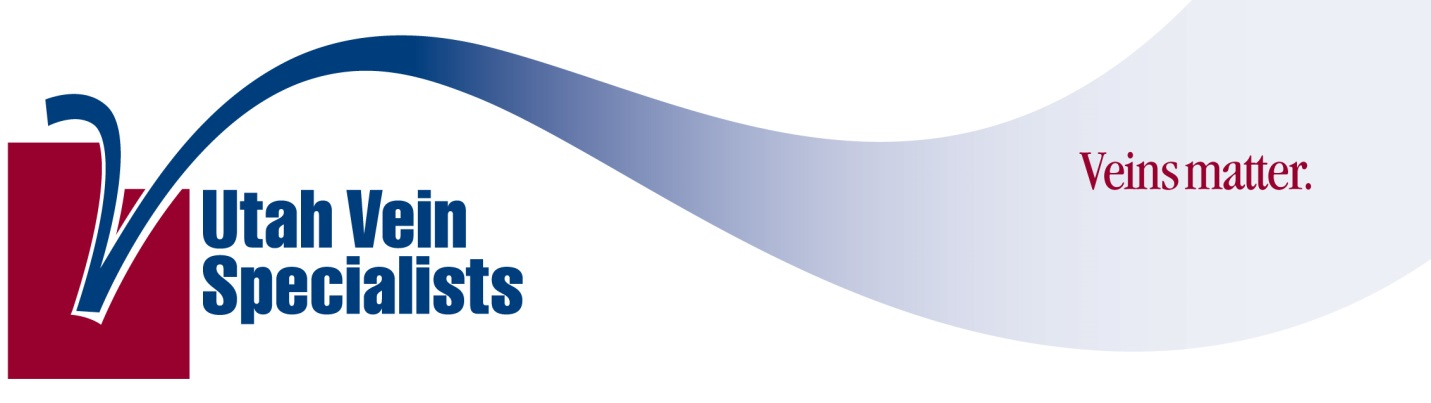 Utah Vein
Specialists
Veins matter.